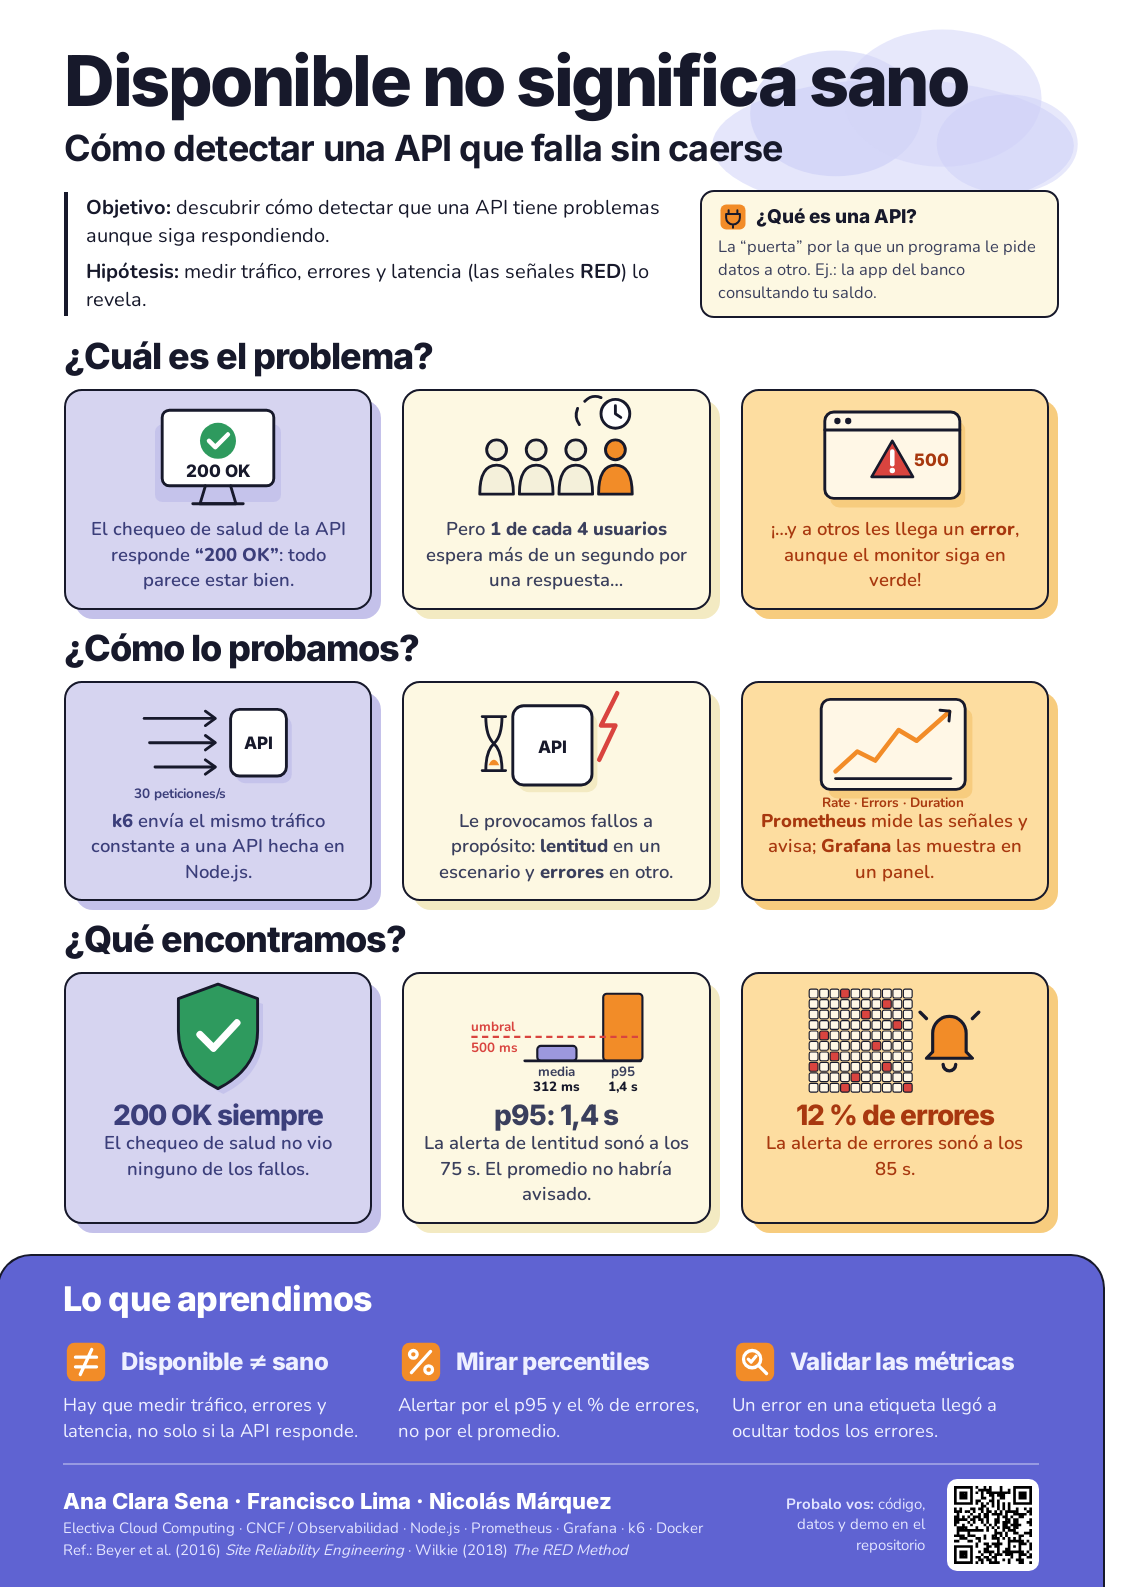 Disponible no significa sano
Cómo detectar una API que falla sin caerse
Objetivo: descubrir cómo detectar que una API tiene problemas
aunque siga respondiendo.
Hipótesis: medir tráfico, errores y latencia (las señales RED) lo
revela.
¿Qué es una API?
La “puerta” por la que un programa le pide
datos a otro. Ej.: la app del banco
consultando tu saldo.
¿Cuál es el problema?
200 OK
El chequeo de salud de la API
responde “200 OK”: todo
parece estar bien.
Pero 1 de cada 4 usuarios
espera más de un segundo por
una respuesta...
500
¡...y a otros les llega un error,
aunque el monitor siga en
verde!
¿Cómo lo probamos?
API
30 peticiones/s
k6 envía el mismo tráfico
constante a una API hecha en
Node.js.
API
Le provocamos fallos a
propósito: lentitud en un
escenario y errores en otro.
Rate · Errors · Duration
Prometheus mide las señales y
avisa; Grafana las muestra en
un panel.
¿Qué encontramos?
200 OK siempre
El chequeo de salud no vio
ninguno de los fallos.
umbral
500 ms
media p95
312 ms 1,4 s
p95: 1,4 s
La alerta de lentitud sonó a los
75 s. El promedio no habría
avisado.
12 % de errores
La alerta de errores sonó a los
85 s.
Lo que aprendimos
Disponible ≠ sano
Hay que medir tráfico, errores y
latencia, no solo si la API responde.
Mirar percentiles
Alertar por el p95 y el % de errores,
no por el promedio.
Validar las métricas
Un error en una etiqueta llegó a
ocultar todos los errores.
Ana Clara Sena · Francisco Lima · Nicolás Márquez
Electiva Cloud Computing · CNCF / Observabilidad · Node.js · Prometheus · Grafana · k6 · Docker
Ref.: Beyer et al. (2016) Site Reliability Engineering · Wilkie (2018) The RED Method
Probalo vos: código,
datos y demo en el
repositorio